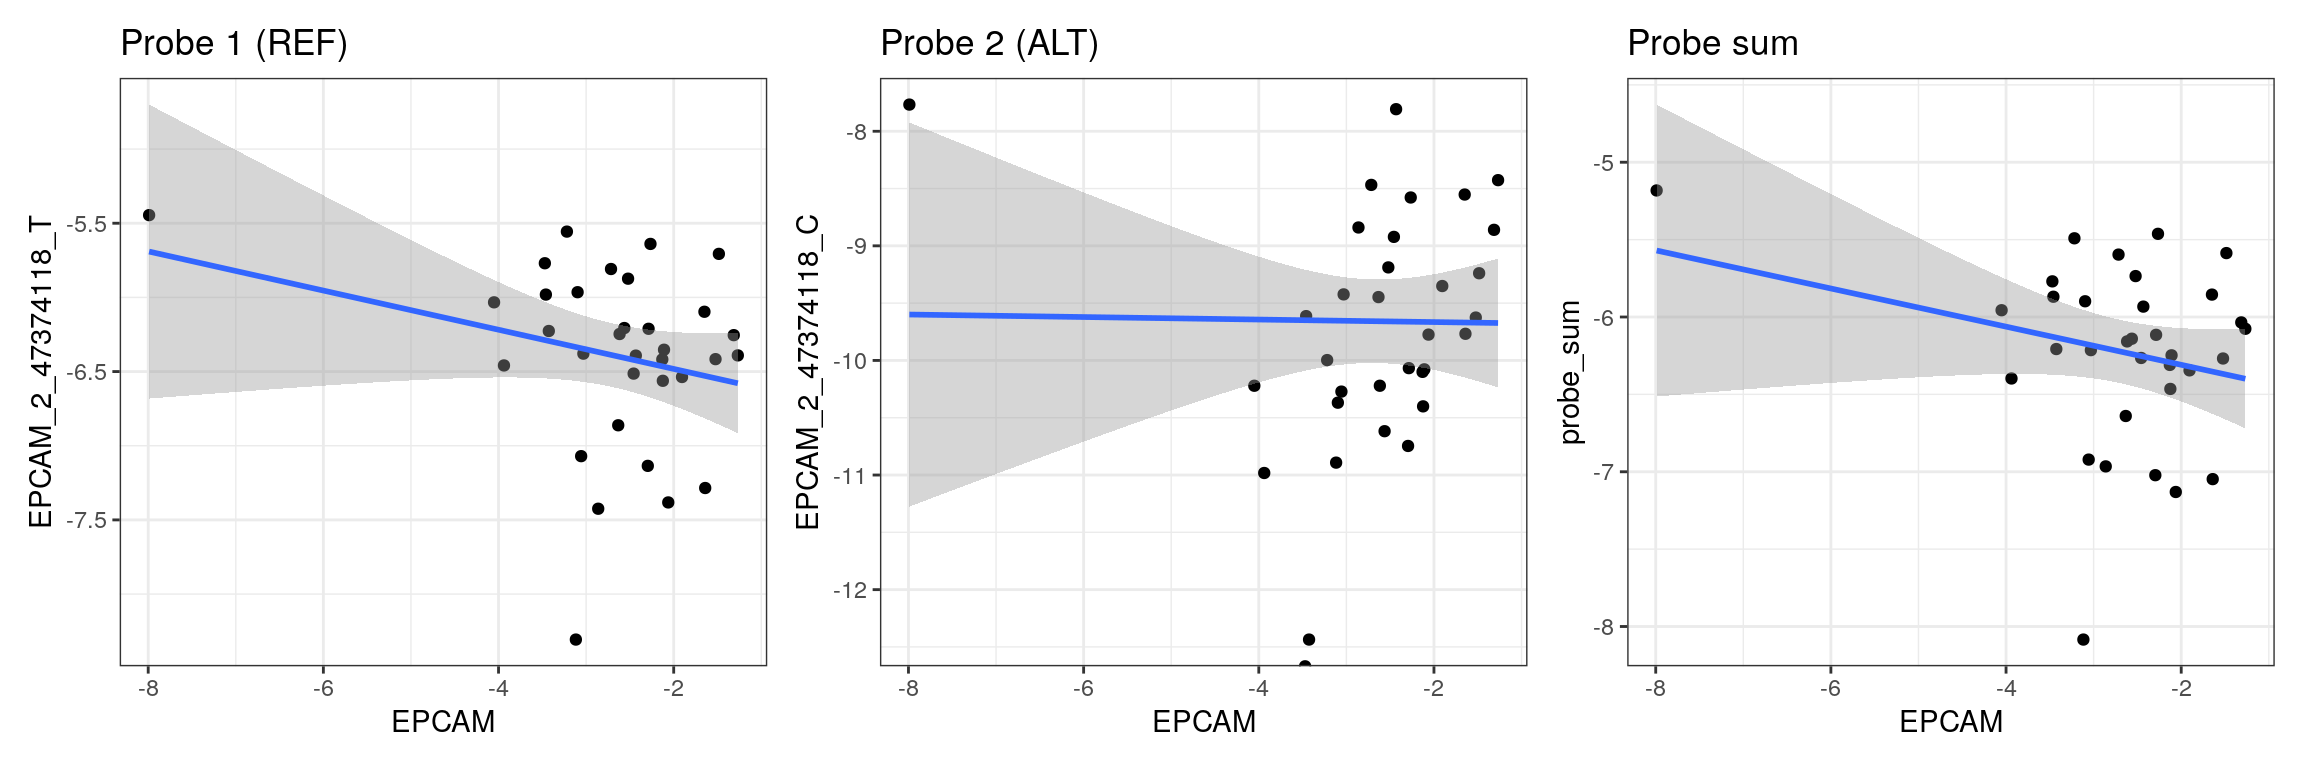 Probe 1 (REF)
EPCAM_2_47374118_T
-5.5
-6.5
-7.5
-8
-6
-4
-2
EPCAM
Probe 2 (ALT)
EPCAM_2_47374118_C
-8
-9
-10
-11
-12
-8
-6
-4
-2
EPCAM
Probe sum
probe_sum
-5
-6
-7
-8
-8
-6
-4
-2
EPCAM